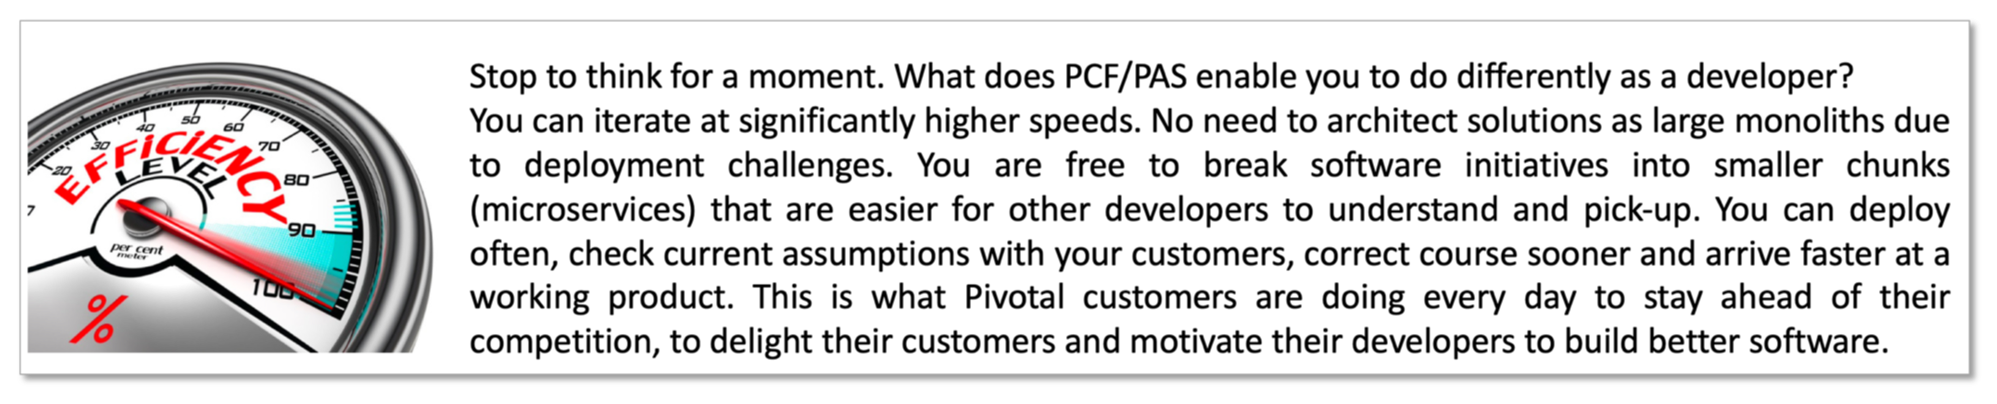 Stop to think for a moment. What does PCF/PAS enable you to do differently as a developer?
You can iterate at significantly higher speeds. No need to architect solutions as large monoliths due
to deployment challenges. You are free to break software initiatives into smaller chunks
(microservices) that are easier for other developers to understand and pick-up. You can deploy
often, check current assumptions with your customers, correct course sooner and arrive faster at a
working product. This is what Pivotal customers are doing every day to stay ahead of their
competition, to delight their customers and motivate their developers to build better software.
20
30
40
50
60
70
80
90
100
EFFiCiENCY
LEVEL
per cent
meter
%